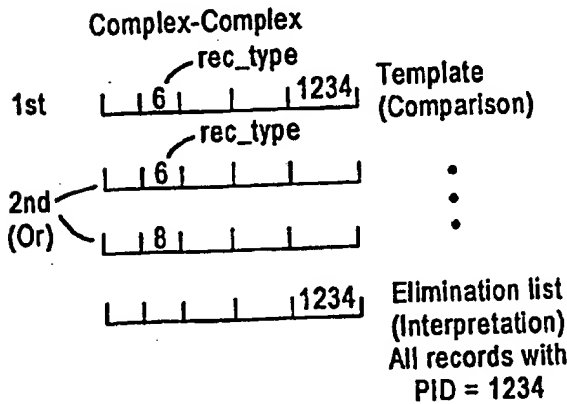 Complex-Complex
rec_type
1st 6 1234 Template
(Comparison)
rec_type
6
2nd
(Or)
8
1234 Elimination list
(Interpretation)
All records with
PID = 1234